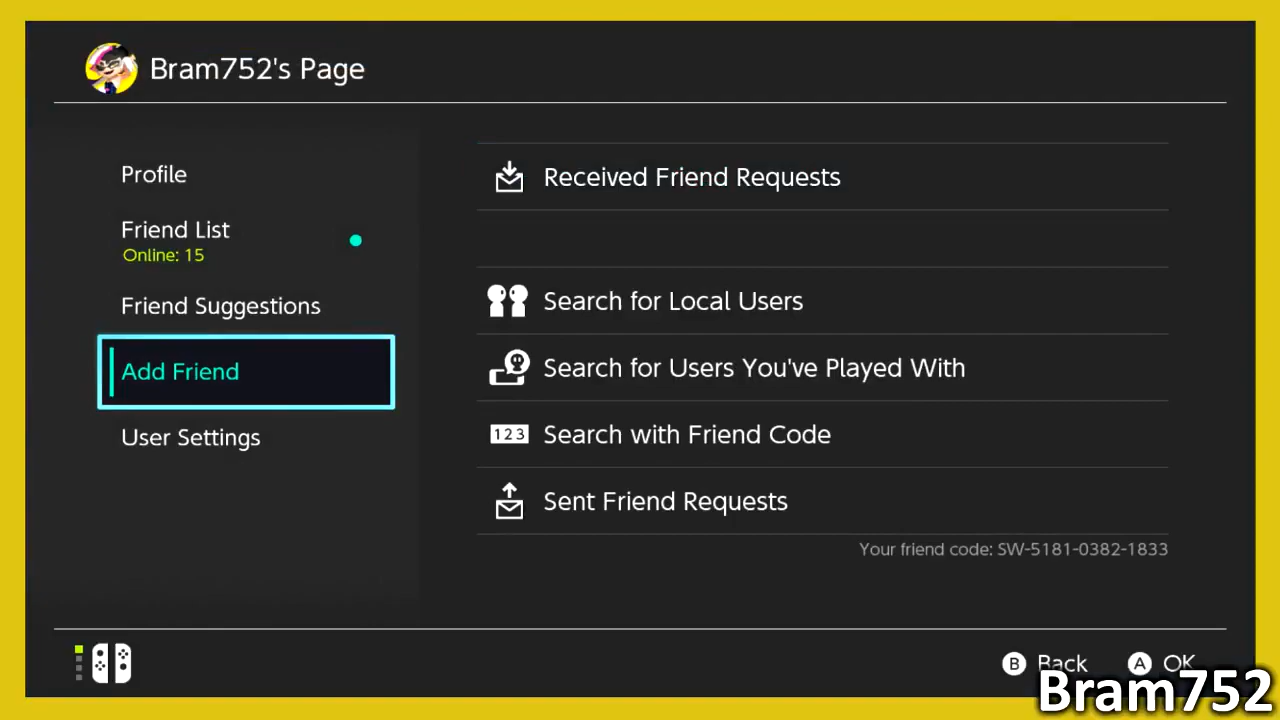 Bram752's Page
Profile
Friend List
Online: 15
Friend Suggestions
Add Friend
User Settings
Received Friend Requests
Search for Local Users
Search for Users You've Played With
123 Search with Friend Code
Sent Friend Requests
Your friend code: SW-5181-0382-1833
B Back A OK
Bram752